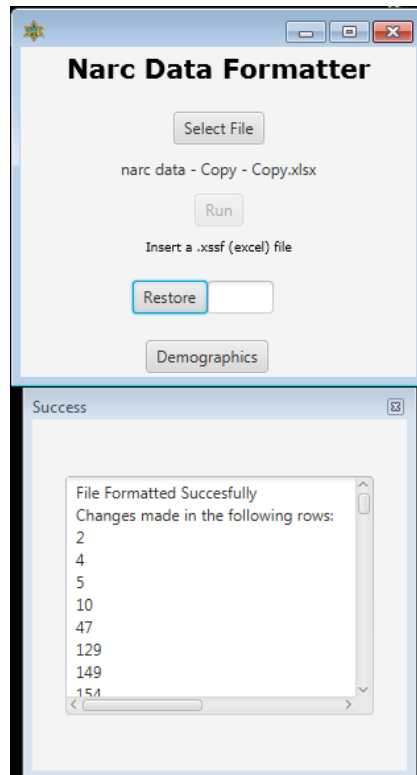 Narc Data Formatter
Select File
narc data - Copy - Copy.xlsx
Run
Insert a .xssf (excel) file
Restore
Demographics
Success
File Formatted Succesfully
Changes made in the following rows:
2
4
5
10
47
129
149
154